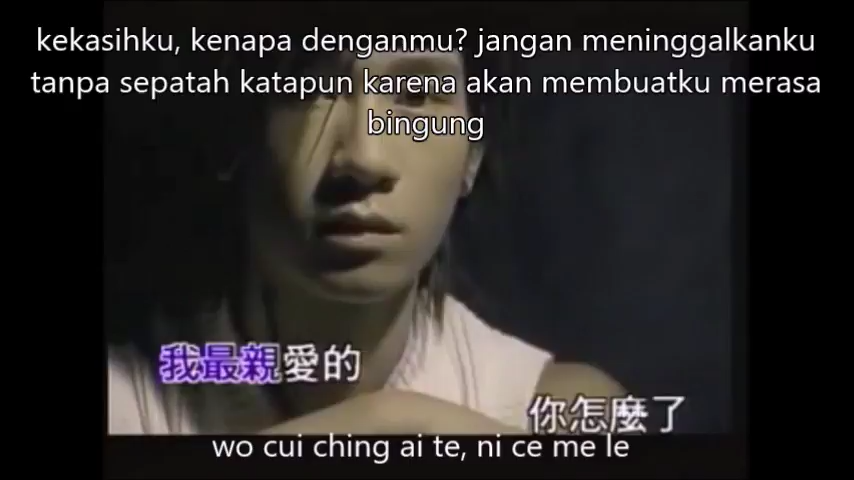 kekasihku, kenapa denganmu? jangan meninggalkanku
tanpa sepatah katapun karena akan membuatku merasa
bingung
我最親愛的
你怎麼了
wo cui ching ai te, ni ce me le